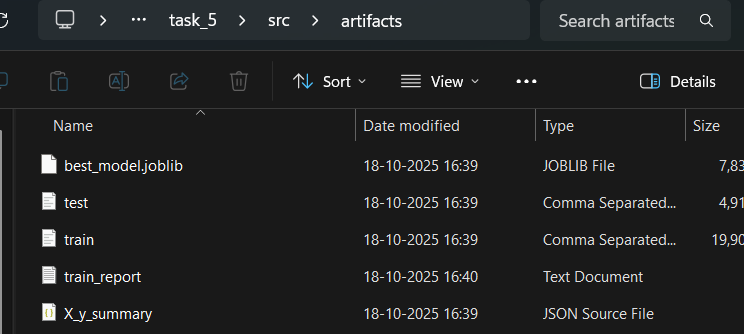 task_5 src artifacts Search artifacts
Sort View Details
Name Date modified Type Size
best_model.joblib 18-10-2025 16:39 JOBLIB File 7,83
test 18-10-2025 16:39 Comma Separated... 4,91
train 18-10-2025 16:39 Comma Separated... 19,90
train_report 18-10-2025 16:40 Text Document
X_y_summary 18-10-2025 16:39 JSON Source File